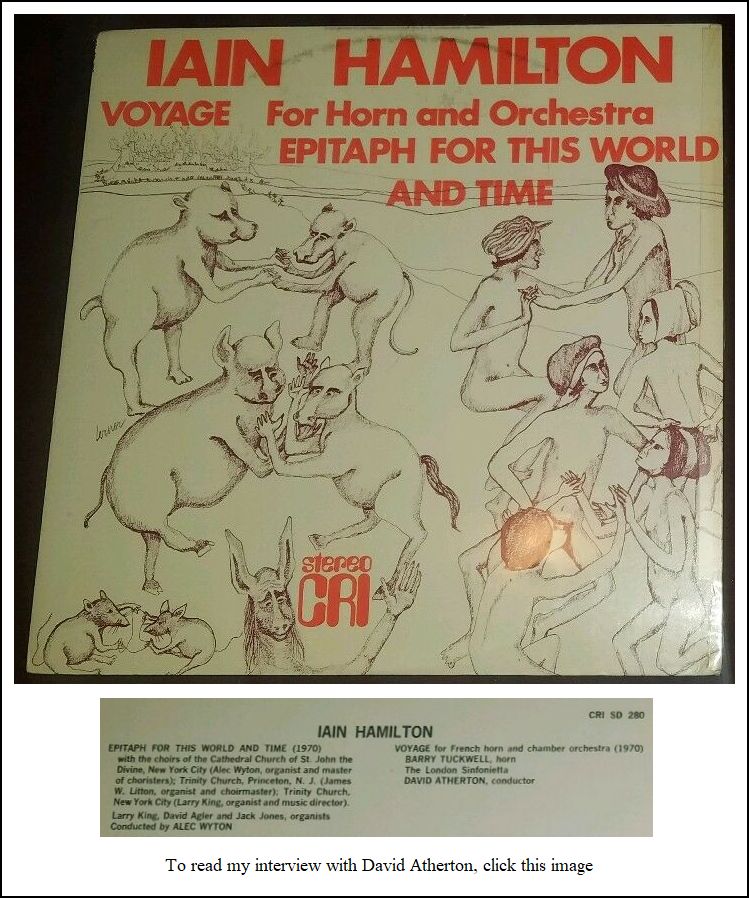 IAIN HAMILTON
VOYAGE For Horn and Orchestra
EPITAPH FOR THIS WORLD
AND TIME
stereo
CRI
CRI SD 280
IAIN HAMILTON
EPITAPH FOR THIS WORLD AND TIME (1970)
with the choirs of the Cathedral Church of St. John the
Divine, New York City (Alec Wyton, organist and master
of choristers); Trinity Church, Princeton, N. J. (James
W. Litton, organist and choirmaster); Trinity Church,
New York City (Larry King, organist and music director).
Larry King, David Agler and Jack Jones, organists
Conducted by ALEC WYTON
VOYAGE for French horn and chamber orchestra (1970)
BARRY TUCKWELL, horn
The London Sinfonietta
DAVID ATHERTON, conductor
To read my interview with David Atherton, click this image